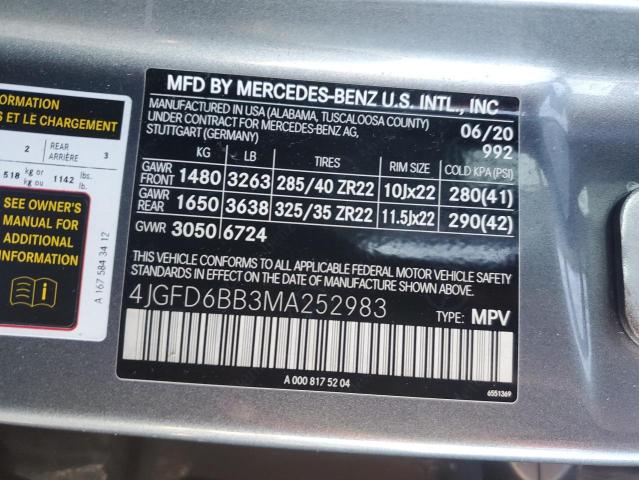 ORMATION
S ET LE CHARGEMENT
2 REAR ARRIÈRE 3
518 kg or kg ou 1142 lbs. lb.
SEE OWNER'S
MANUAL FOR
ADDITIONAL
INFORMATION
A 167 584 34 12
MFD BY MERCEDES-BENZ U.S. INTL., INC
MANUFACTURED IN USA (ALABAMA, TUSCALOOSA COUNTY)
UNDER CONTRACT FOR MERCEDES-BENZ AG,
STUTTGART (GERMANY)
06/20
992
KG LB TIRES RIM SIZE COLD KPA (PSI)
GAWR FRONT 1480 3263 285/40 ZR22 10Jx22 280(41)
GAWR REAR 1650 3638 325/35 ZR22 11.5Jx22 290(42)
GVWR 3050 6724
THIS VEHICLE CONFORMS TO ALL APPLICABLE FEDERAL MOTOR VEHICLE SAFETY
STANDARDS IN EFFECT ON THE DATE OF MANUFACTURE SHOWN ABOVE.
4JGFD6BB3MA252983 TYPE: MPV
A 000 817 52 04
6551369